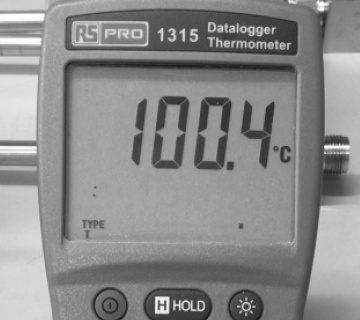 RS PRO 1315 Datalogger
Thermometer
100.4 °C
:
TYPE
T
H HOLD